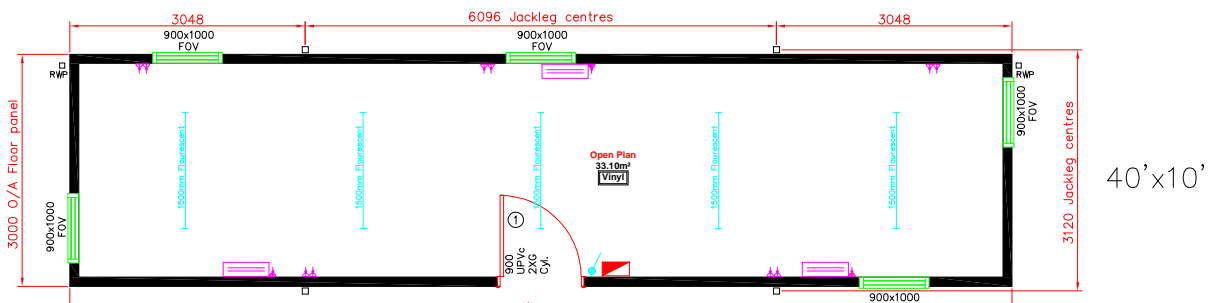 3048
6096 Jackleg centres
3048
900x1000
FOV
900x1000
FOV
RWP
RWP
3000 O/A Floor panel
900x1000
FOV
1500mm Flourescent
1500mm Flourescent
1500mm Flourescent
1500mm Flourescent
1500mm Flourescent
Open Plan
33.10m²
Vinyl
1
900
UPVc
2XG
Cyl.
900x1000
FOV
3120 Jackleg centres
40'x10'
900x1000